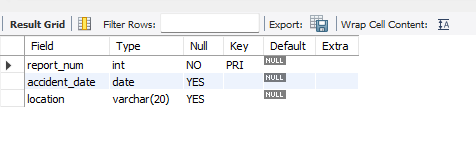 Result Grid Filter Rows: Export: Wrap Cell Content: IA
Field Type Null Key Default Extra
report_num int NO PRI NULL
accident_date date YES NULL
location varchar(20) YES NULL